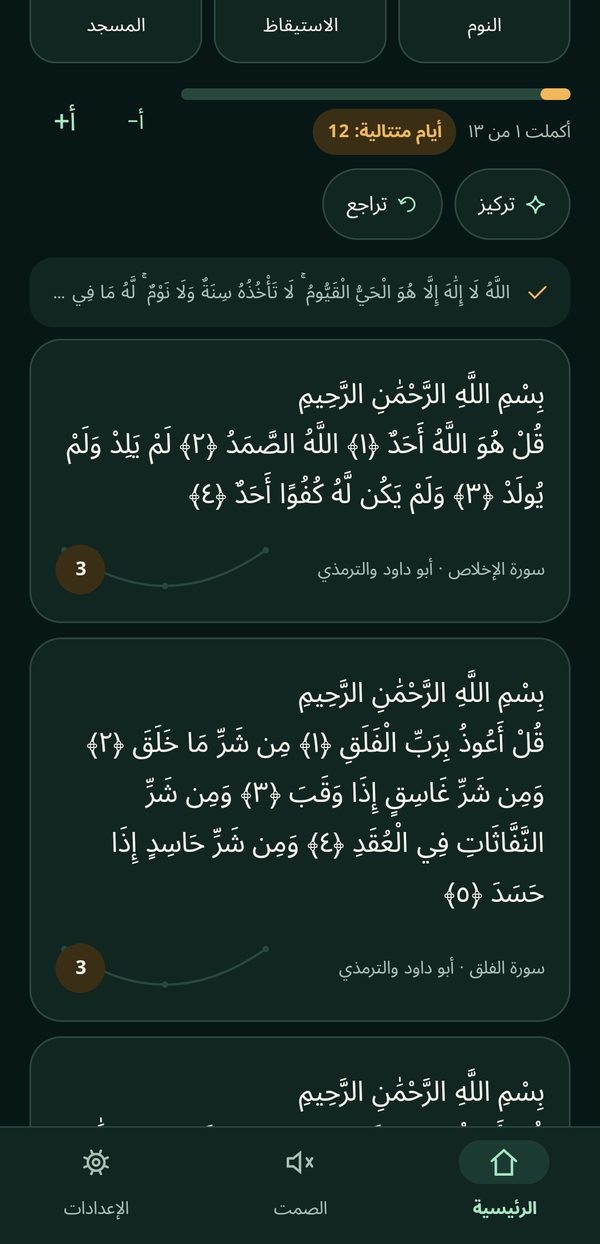 النوم
الاستيقاظ
المسجد
أكملت ١ من ١٣
أيام متتالية: 12
أ-
أ+
تركيز
تراجع
اللَّهُ لَا إِلَٰهَ إِلَّا هُوَ الْحَيُّ الْقَيُّومُ ۚ لَا تَأْخُذُهُ سِنَةٌ وَلَا نَوْمٌ ۚ لَّهُ مَا فِي ...
بِسْمِ اللَّهِ الرَّحْمَٰنِ الرَّحِيمِ
قُلْ هُوَ اللَّهُ أَحَدٌ ﴿١﴾ اللَّهُ الصَّمَدُ ﴿٢﴾ لَمْ يَلِدْ وَلَمْ
يُولَدْ ﴿٣﴾ وَلَمْ يَكُن لَّهُ كُفُوًا أَحَدٌ ﴿٤﴾
سورة الإخلاص · أبو داود والترمذي
3
بِسْمِ اللَّهِ الرَّحْمَٰنِ الرَّحِيمِ
قُلْ أَعُوذُ بِرَبِّ الْفَلَقِ ﴿١﴾ مِن شَرِّ مَا خَلَقَ ﴿٢﴾
وَمِن شَرِّ غَاسِقٍ إِذَا وَقَبَ ﴿٣﴾ وَمِن شَرِّ
النَّفَّاثَاتِ فِي الْعُقَدِ ﴿٤﴾ وَمِن شَرِّ حَاسِدٍ إِذَا
حَسَدَ ﴿٥﴾
سورة الفلق · أبو داود والترمذي
3
بِسْمِ اللَّهِ الرَّحْمَٰنِ الرَّحِيمِ
الرئيسية
الصمت
الإعدادات